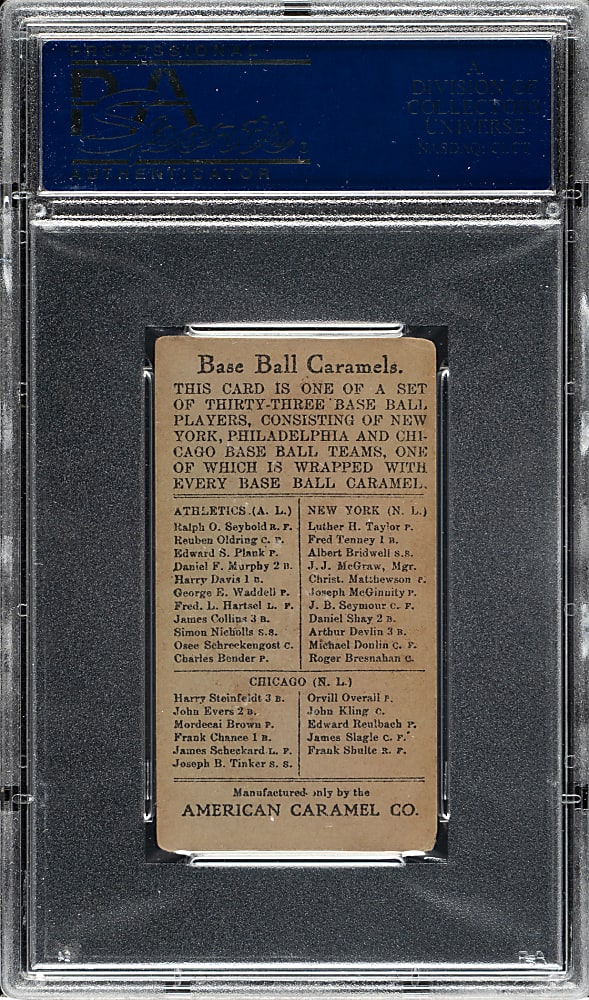 PROFESSIONAL
PSA
Sports
AUTHENTICATOR
A
DIVISION OF
COLLECTORS
UNIVERSE
NASDAQ: CLCT
Base Ball Caramels.
THIS CARD IS ONE OF A SET
OF THIRTY-THREE BASE BALL
PLAYERS, CONSISTING OF NEW
YORK, PHILADELPHIA AND CHI-
CAGO BASE BALL TEAMS, ONE
OF WHICH IS WRAPPED WITH
EVERY BASE BALL CARAMEL.
ATHLETICS.(A. L.)
Ralph O. Seybold R. F.
Reuben Oldring C. F.
Edward S. Plank P.
Daniel F. Murphy 2 B.
Harry Davis 1 B.
George E. Waddell P.
Fred. L. Hartsel L. F.
James Collins 3 B.
Simon Nicholls S.S.
Osee Schreckengost C.
Charles Bender P.
NEW YORK (N. L.)
Luther H. Taylor P.
Fred Tenney 1 B.
Albert Bridwell S.S.
J. J. McGraw, Mgr.
Christ. Matthewson P.
Joseph McGinnity P.
J. B. Seymour C. F.
Daniel Shay 2 B.
Arthur Devlin 3 B.
Michael Donlin C. F.
Roger Bresnahan C.
CHICAGO (N. L.)
Harry Steinfeldt 3 B.
John Evers 2 B.
Mordecai Brown P.
Frank Chance 1 B.
James Scheckard L. F.
Joseph B. Tinker S. S.
Orvill Overall P.
John Kling C.
Edward Reulbach P.
James Slagle C. F.
Frank Shulte R. F.
Manufactured only by the
AMERICAN CARAMEL CO.
PSA